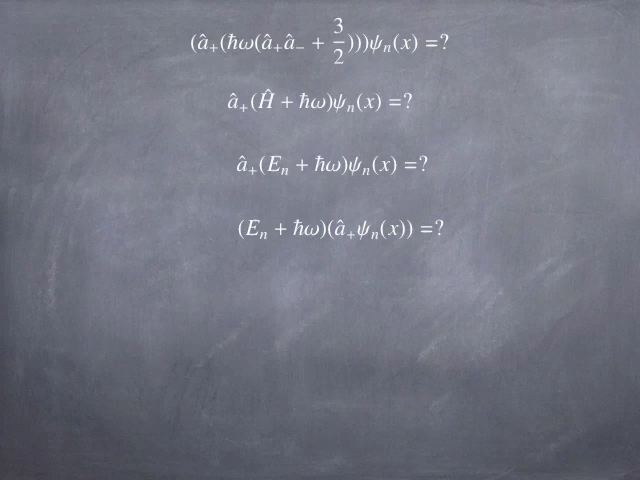 (â₊(ħω(â₊â₋ + 3/2)))ψₙ(x) =?
â₊(Ĥ + ħω)ψₙ(x) =?
â₊(Eₙ + ħω)ψₙ(x) =?
(Eₙ + ħω)(â₊ψₙ(x)) =?